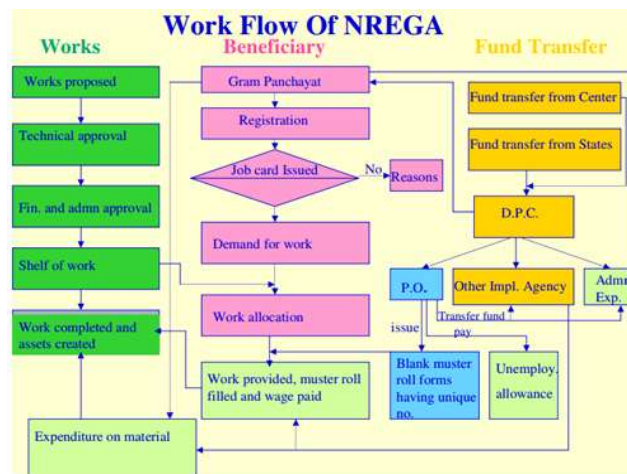 Work Flow Of NREGA
Works
Beneficiary
Fund Transfer
Works proposed
Technical approval
Fin. and admn approval
Shelf of work
Work completed and
assets created
Expenditure on material
Gram Panchayat
Registration
Job card Issued
No
Reasons
Demand for work
Work allocation
Work provided, muster roll
filled and wage paid
Fund transfer from Center
Fund transfer from States
D.P.C.
P.O.
Other Impl. Agency
Admn
Exp.
issue
Transfer fund
pay
Blank muster
roll forms
having unique
no.
Unemploy.
allowance